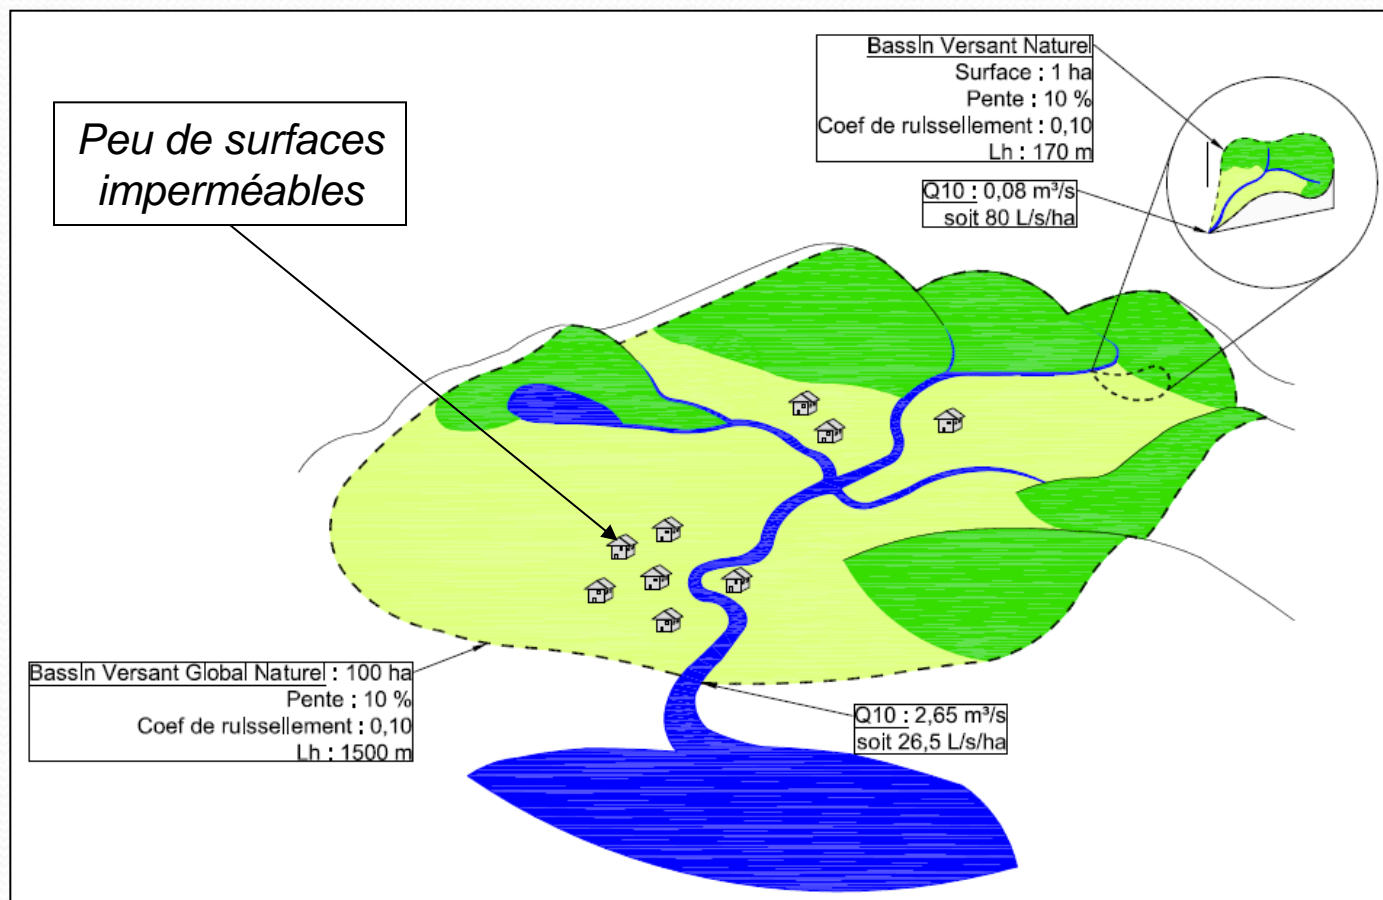 Bassin Versant Naturel
Surface : 1 ha
Pente : 10 %
Coef de ruissellement : 0,10
Lh : 170 m
Peu de surfaces
imperméables
Q10 : 0,08 m³/s
soit 80 L/s/ha
Bassin Versant Global Naturel : 100 ha
Pente : 10 %
Coef de ruissellement : 0,10
Lh : 1500 m
Q10 : 2,65 m³/s
soit 26,5 L/s/ha